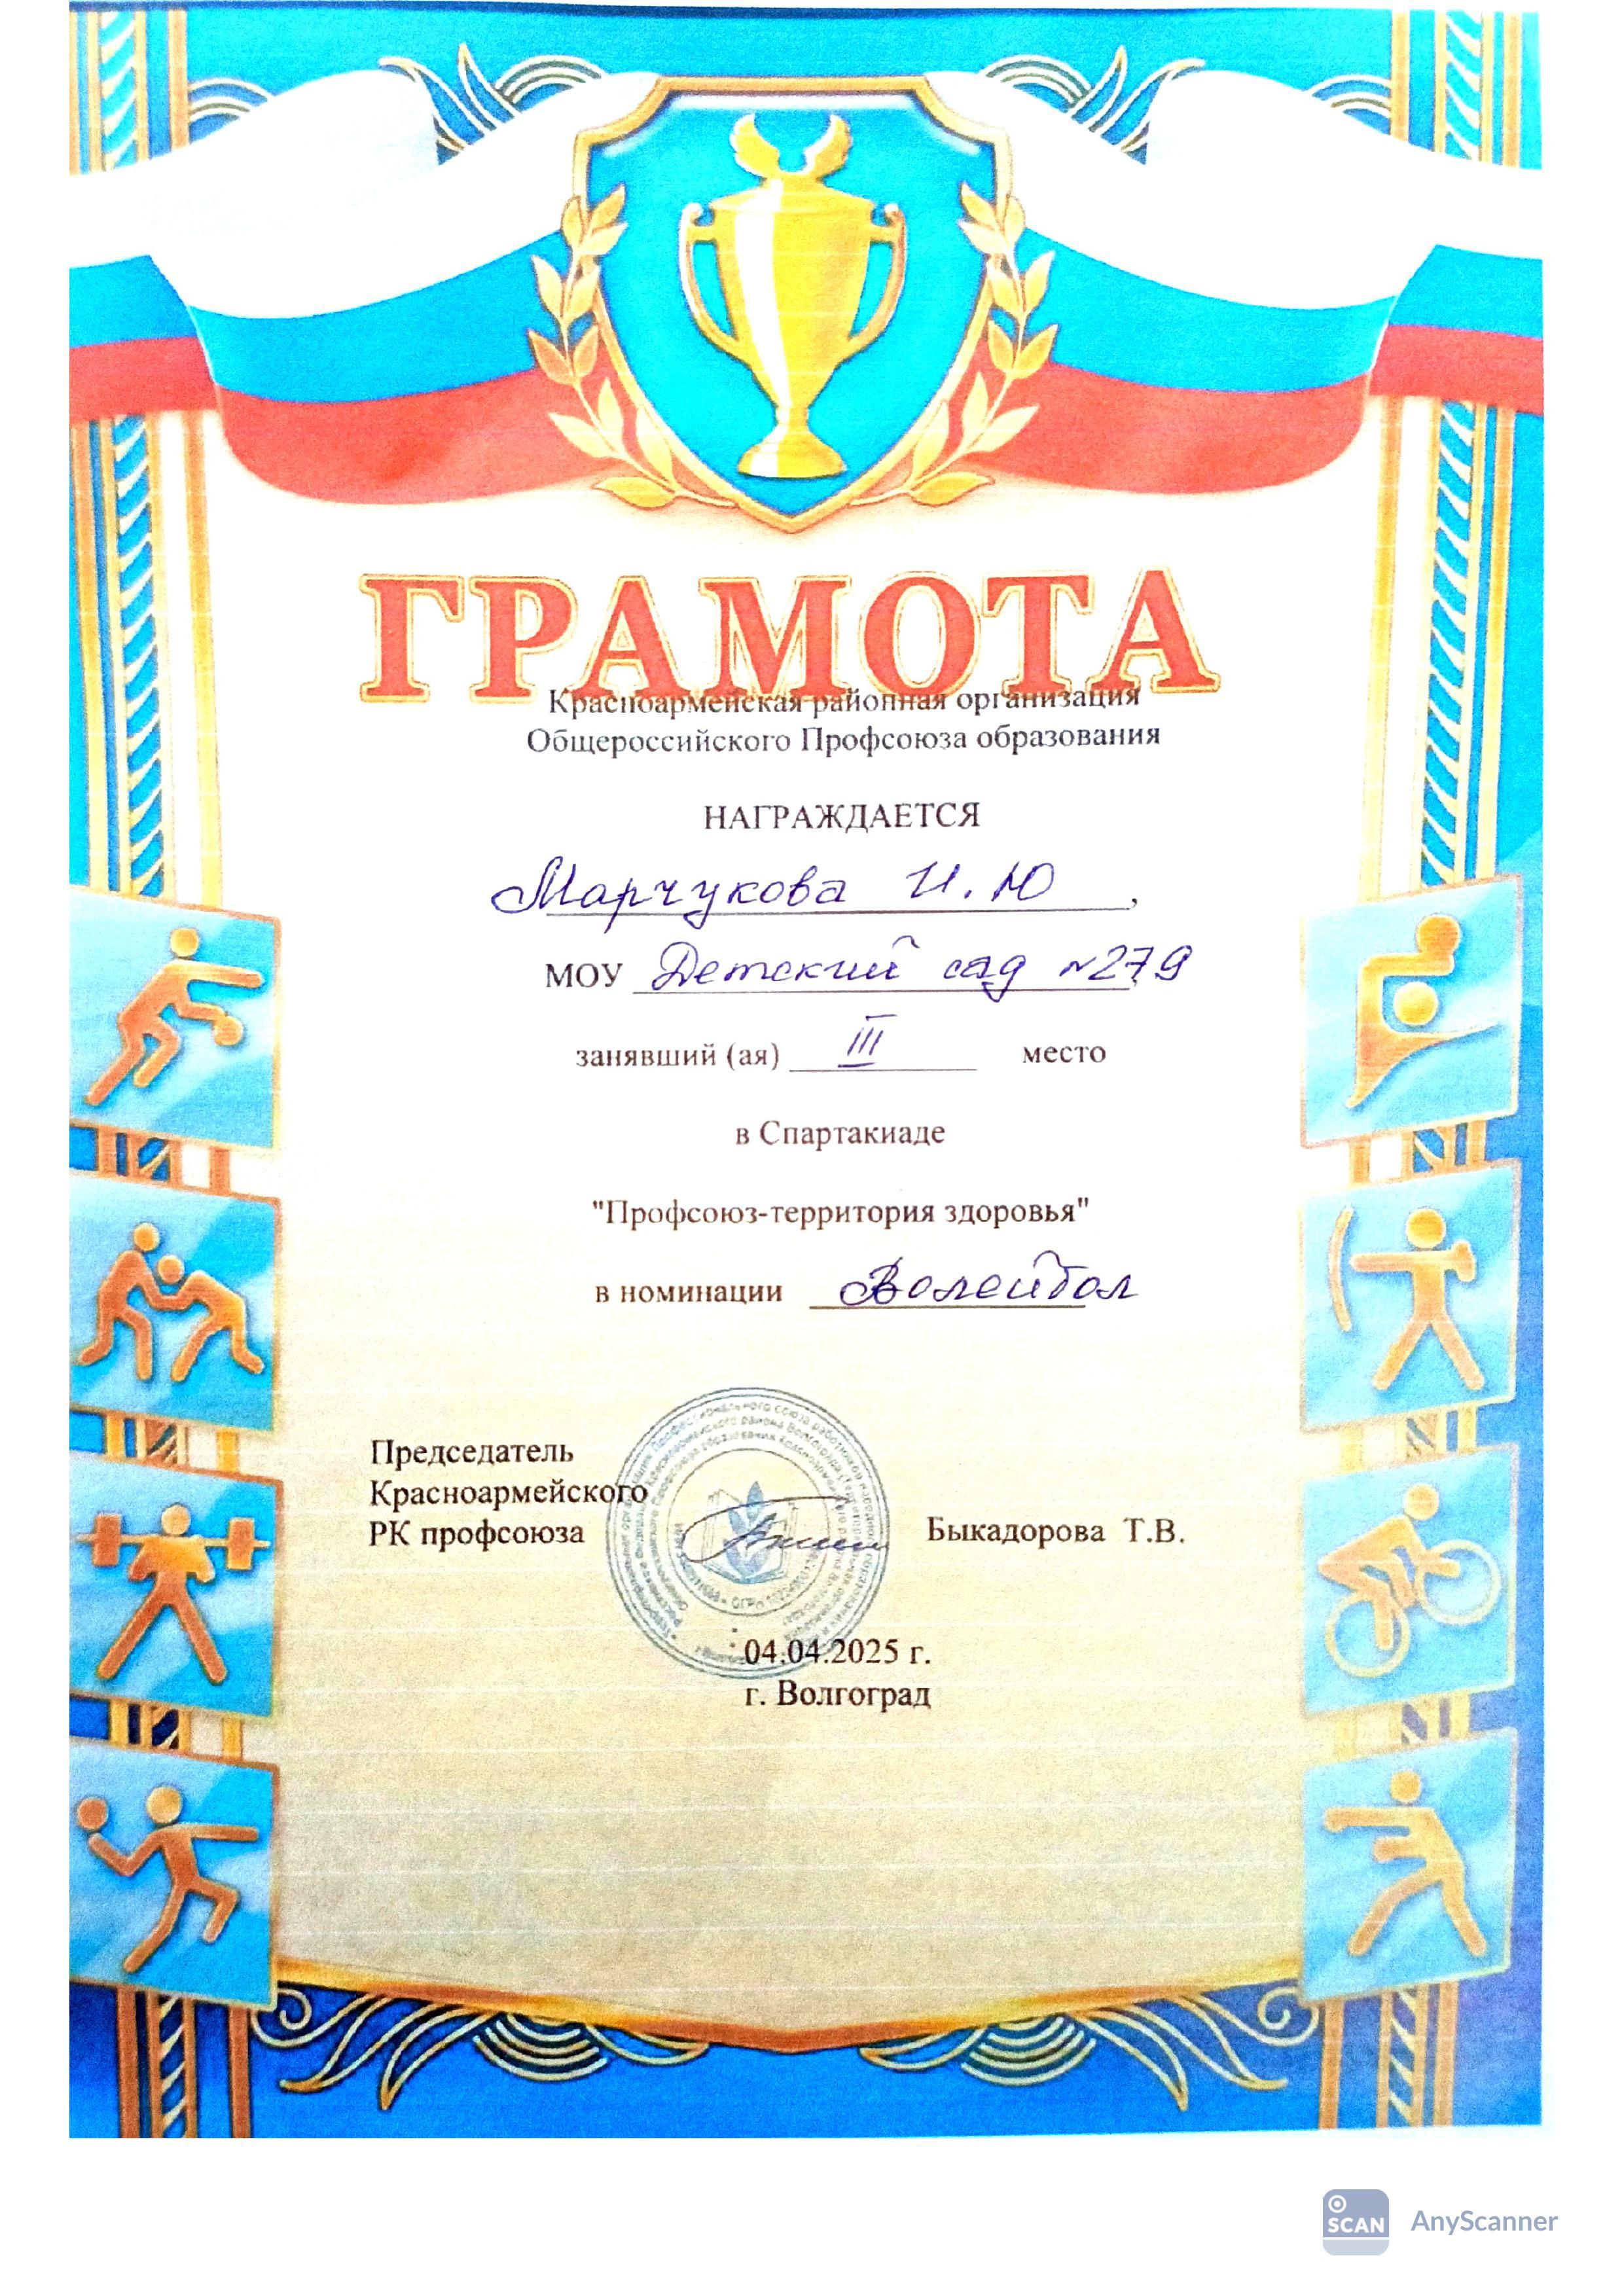 ГРАМОТА
Красноармейская районная организация
Общероссийского Профсоюза образования
НАГРАЖДАЕТСЯ
Марчукова И.Ю,
МОУ Детский сад №279
занявший (ая) III место
в Спартакиаде
"Профсоюз-территория здоровья"
в номинации Волейбол
Председатель
Красноармейского
РК профсоюза Быкадорова Т.В.
04.04.2025 г.
г. Волгоград
SCAN AnyScanner